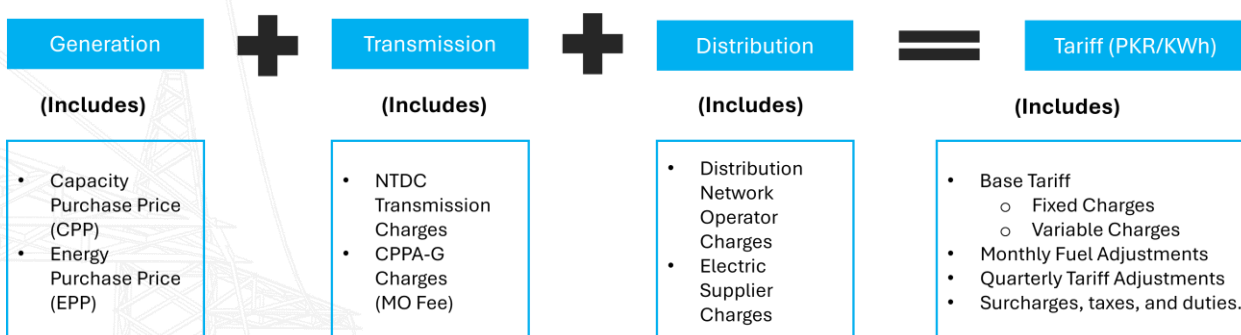 Generation + Transmission + Distribution = Tariff (PKR/KWh)
(Includes) (Includes) (Includes) (Includes)
• Capacity
Purchase Price
(CPP)
• Energy
Purchase Price
(EPP)
• NTDC
Transmission
Charges
• CPPA-G
Charges
(MO Fee)
• Distribution
Network
Operator
Charges
• Electric
Supplier
Charges
• Base Tariff
o Fixed Charges
o Variable Charges
• Monthly Fuel Adjustments
• Quarterly Tariff Adjustments
• Surcharges, taxes, and duties.